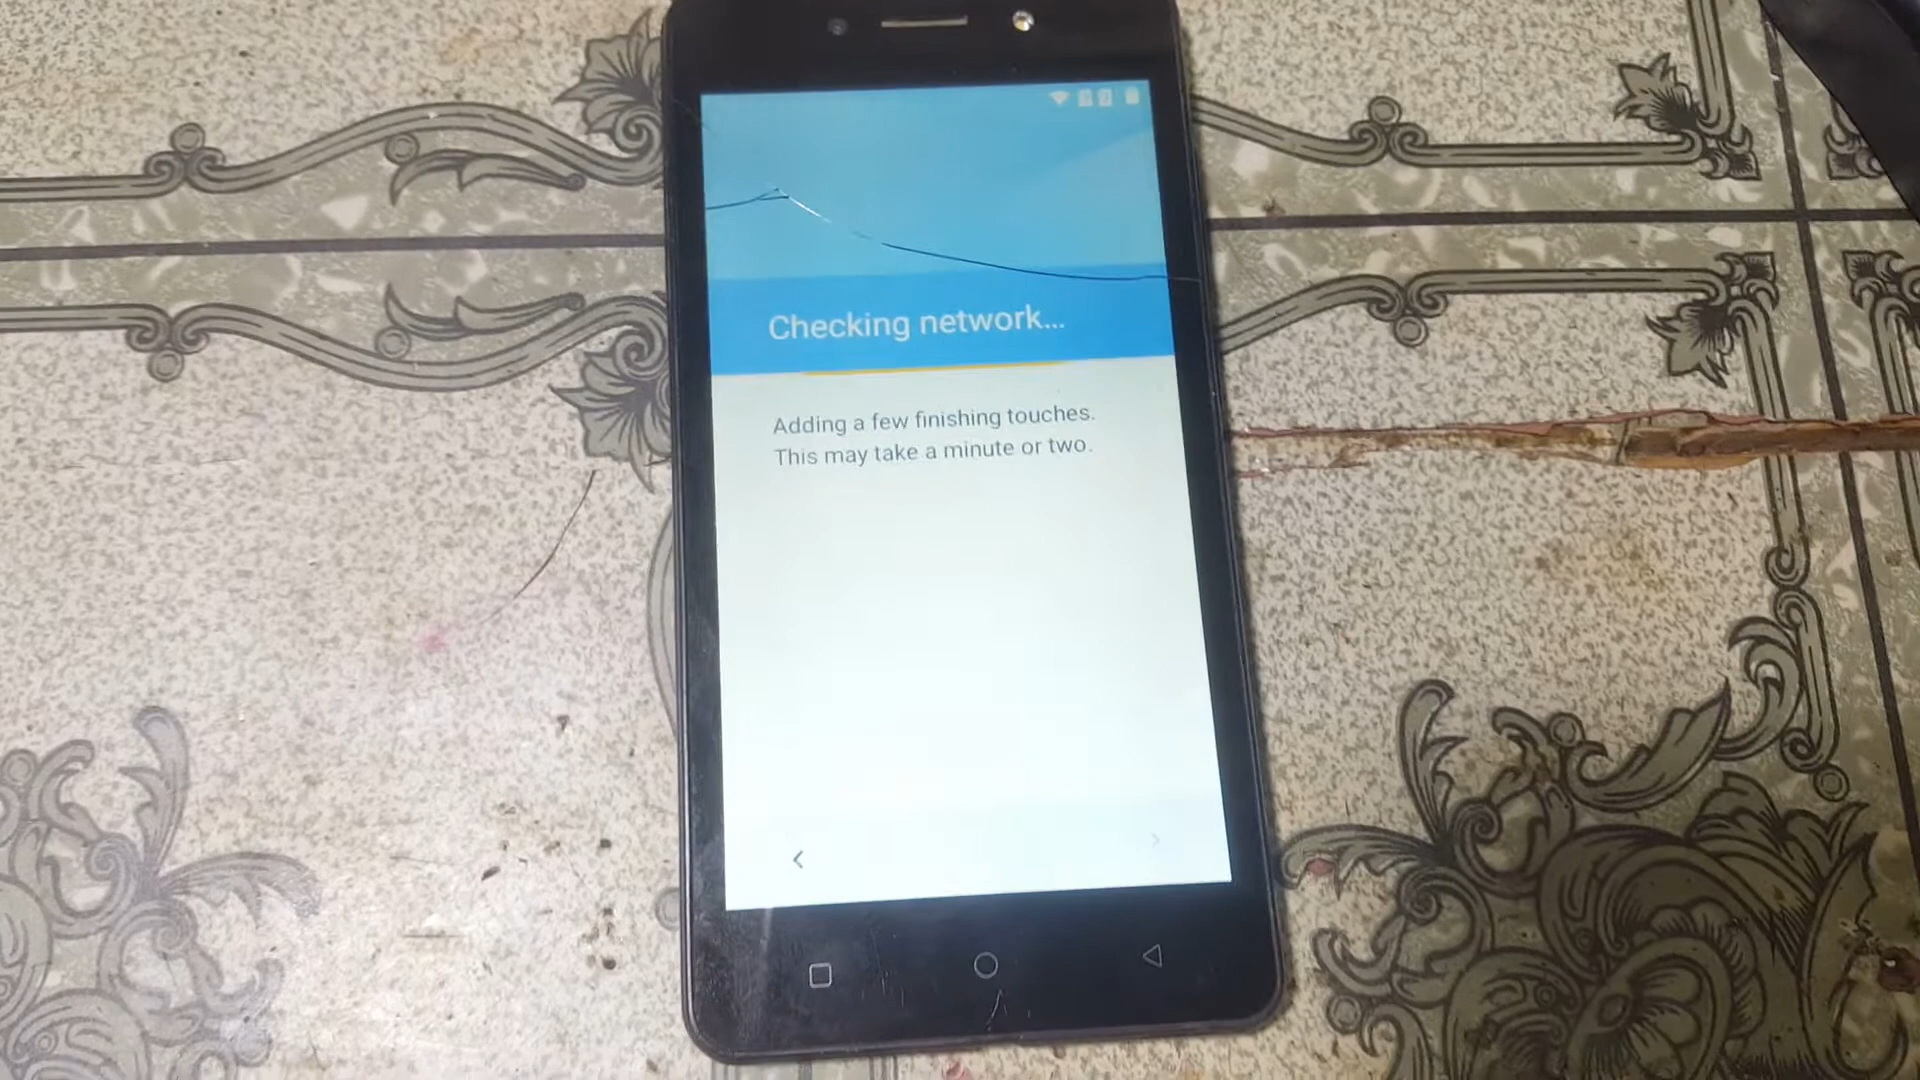 Checking network...
Adding a few finishing touches.
This may take a minute or two.